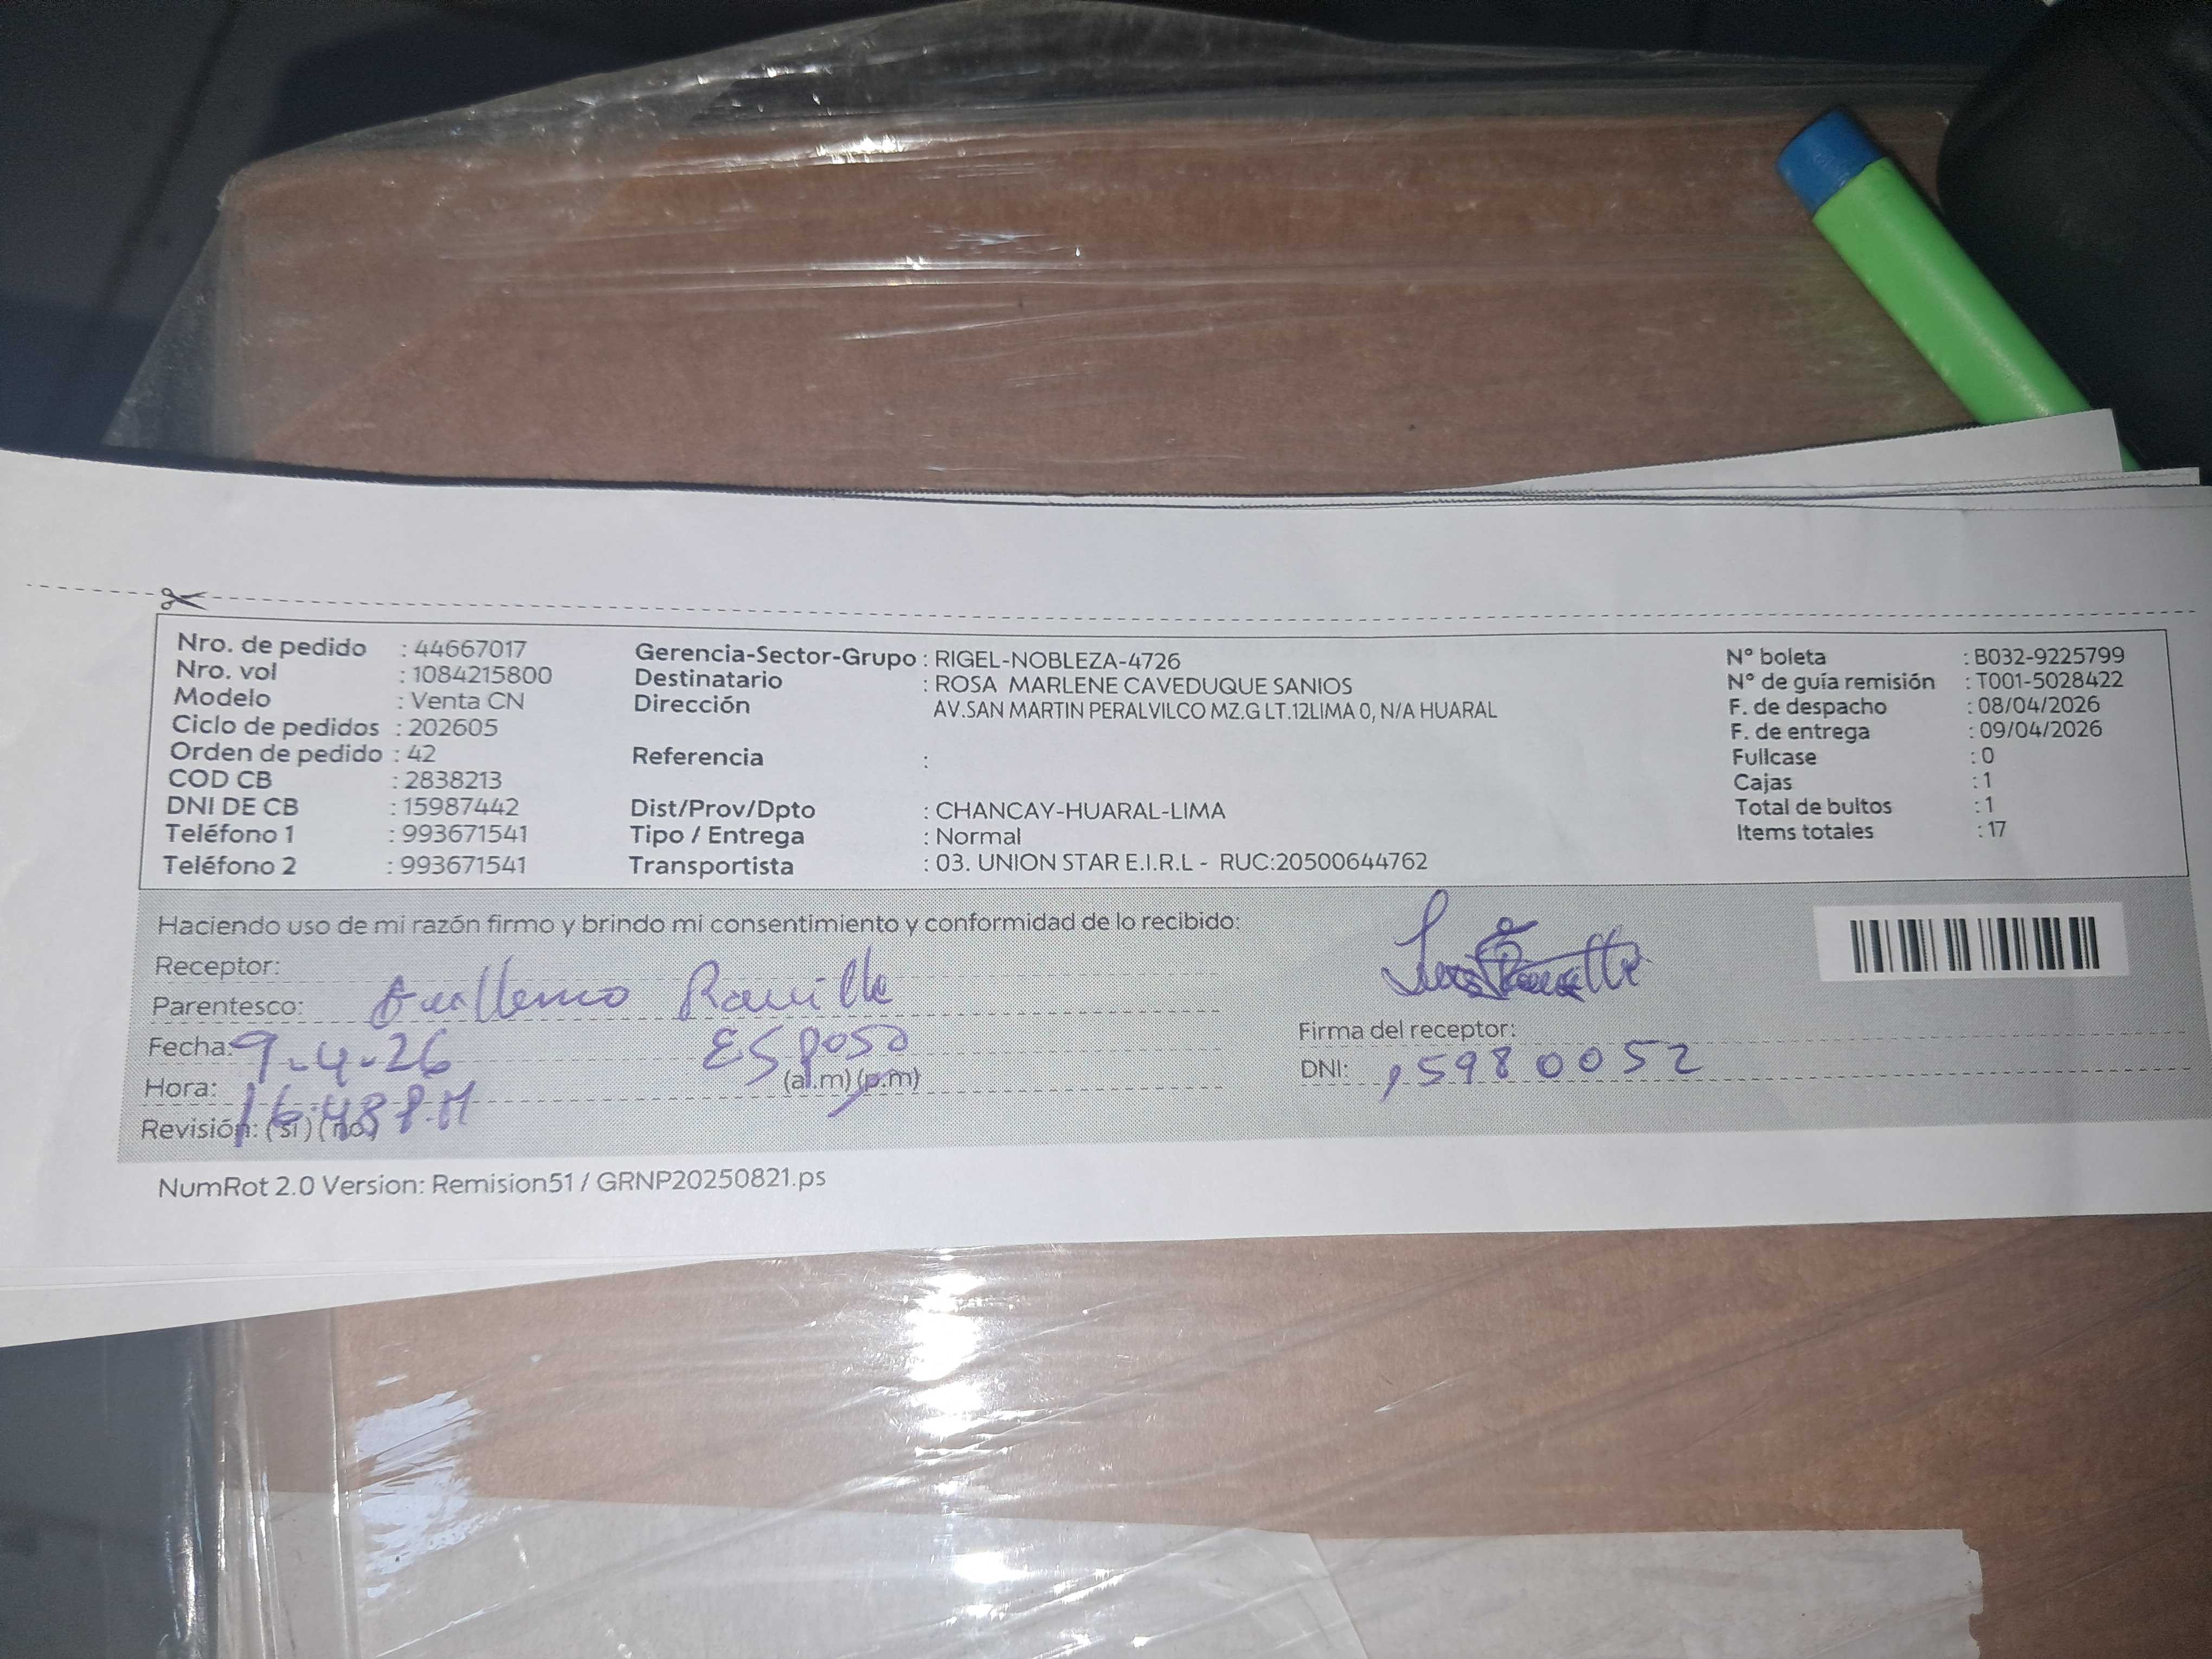 Nro. de pedido : 44667017
Nro. vol : 1084215800
Modelo : Venta CN
Ciclo de pedidos : 202605
Orden de pedido : 42
COD CB : 2838213
DNI DE CB : 15987442
Teléfono 1 : 993671541
Teléfono 2 : 993671541
Gerencia-Sector-Grupo : RIGEL-NOBLEZA-4726
Destinatario : ROSA MARLENE CAVEDUQUE SANIOS
Dirección AV.SAN MARTIN PERALVILCO MZ.G LT.12LIMA 0, N/A HUARAL
Referencia :
Dist/Prov/Dpto : CHANCAY-HUARAL-LIMA
Tipo / Entrega : Normal
Transportista : 03. UNION STAR E.I.R.L - RUC:20500644762
N° boleta : B032-9225799
N° de guía remisión : T001-5028422
F. de despacho : 08/04/2026
F. de entrega : 09/04/2026
Fullcase : 0
Cajas : 1
Total de bultos : 1
Items totales : 17
Haciendo uso de mi razón firmo y brindo mi consentimiento y conformidad de lo recibido:
Receptor:
Parentesco:
Fecha: 9-4-26 Esposo
Hora: (a.m) (p.m)
16:48 P.M
Revisión: (si) (no)
Firma del receptor:
DNI: 15980052
NumRot 2.0 Version: Remision51 / GRNP20250821.ps